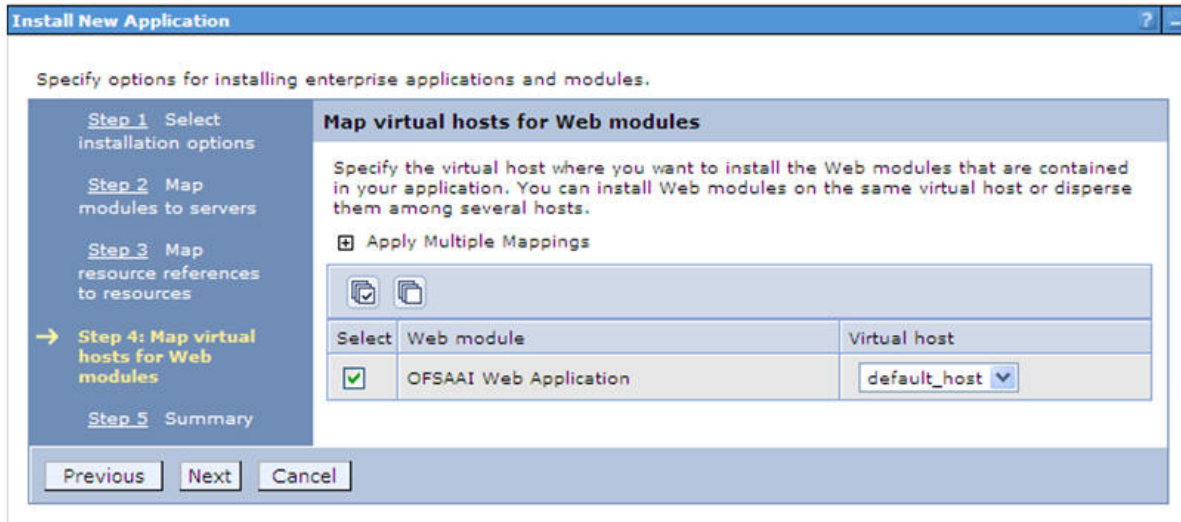 Install New Application ? –
Specify options for installing enterprise applications and modules.
Step 1 Select
installation options
Step 2 Map
modules to servers
Step 3 Map
resource references
to resources
→ Step 4: Map virtual
hosts for Web
modules
Step 5 Summary
Map virtual hosts for Web modules
Specify the virtual host where you want to install the Web modules that are contained
in your application. You can install Web modules on the same virtual host or disperse
them among several hosts.
Apply Multiple Mappings
Select Web module Virtual host
OFSAAI Web Application default_host
Previous Next Cancel